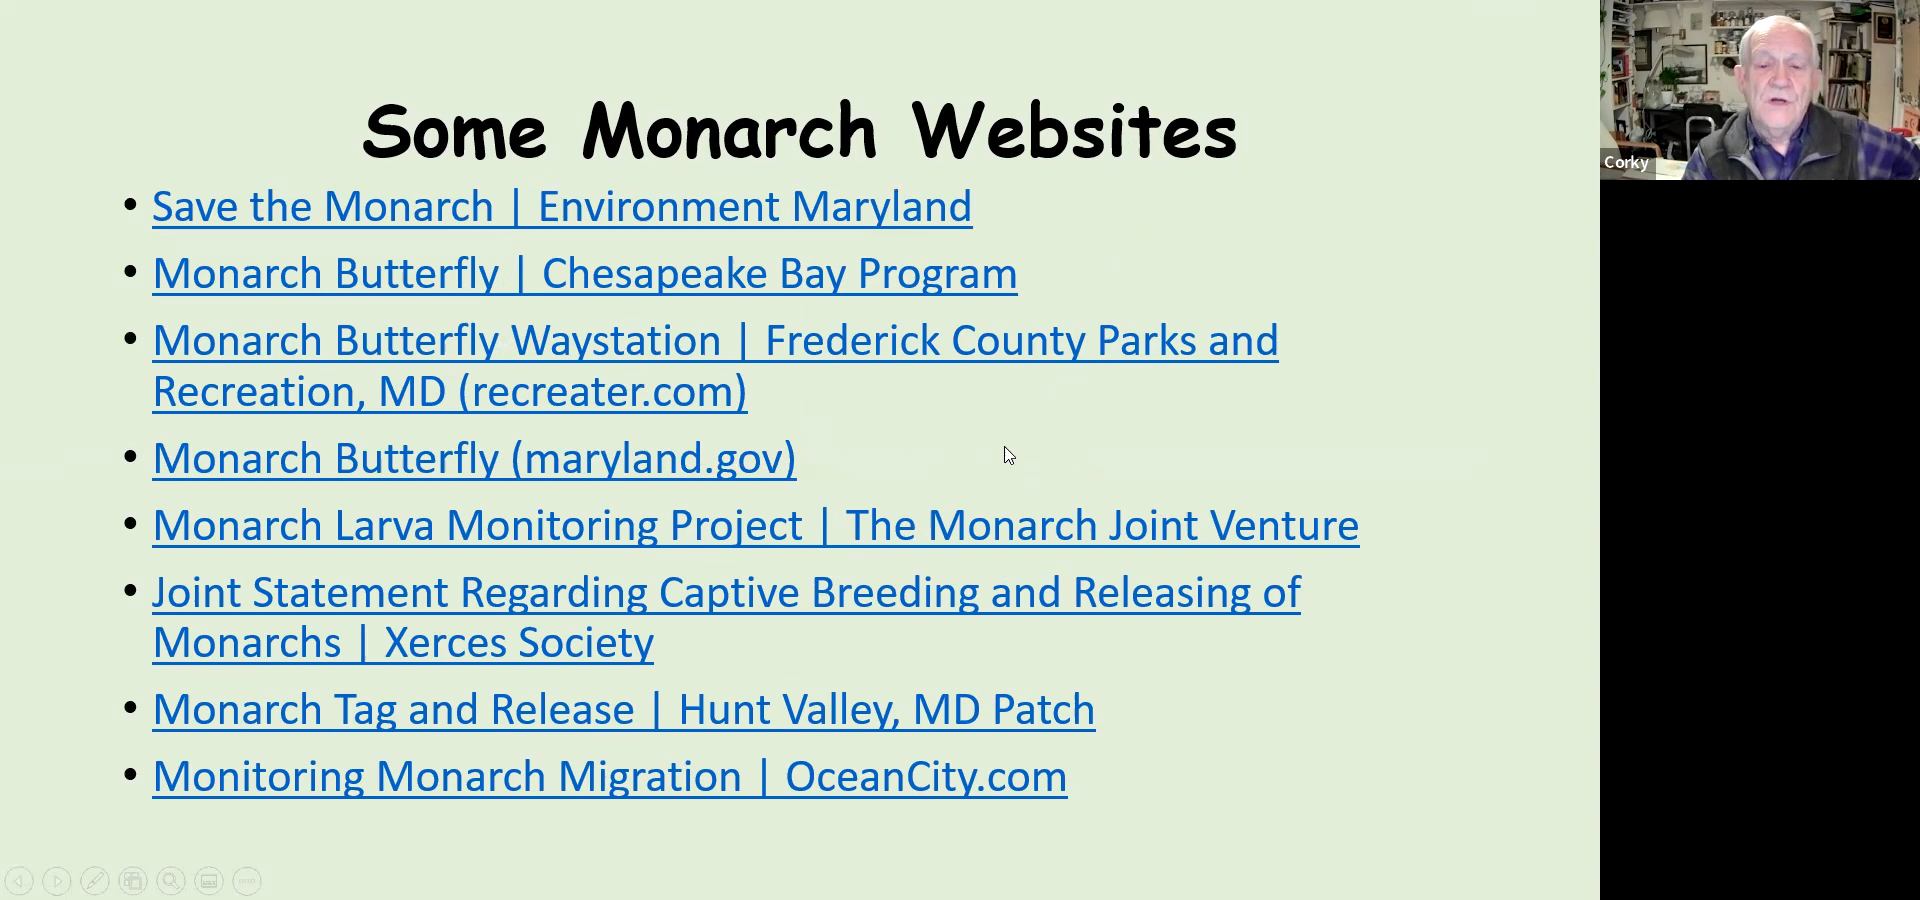 Some Monarch Websites
• Save the Monarch | Environment Maryland
• Monarch Butterfly | Chesapeake Bay Program
• Monarch Butterfly Waystation | Frederick County Parks and
Recreation, MD (recreater.com)
• Monarch Butterfly (maryland.gov)
• Monarch Larva Monitoring Project | The Monarch Joint Venture
• Joint Statement Regarding Captive Breeding and Releasing of
Monarchs | Xerces Society
• Monarch Tag and Release | Hunt Valley, MD Patch
• Monitoring Monarch Migration | OceanCity.com
Corky